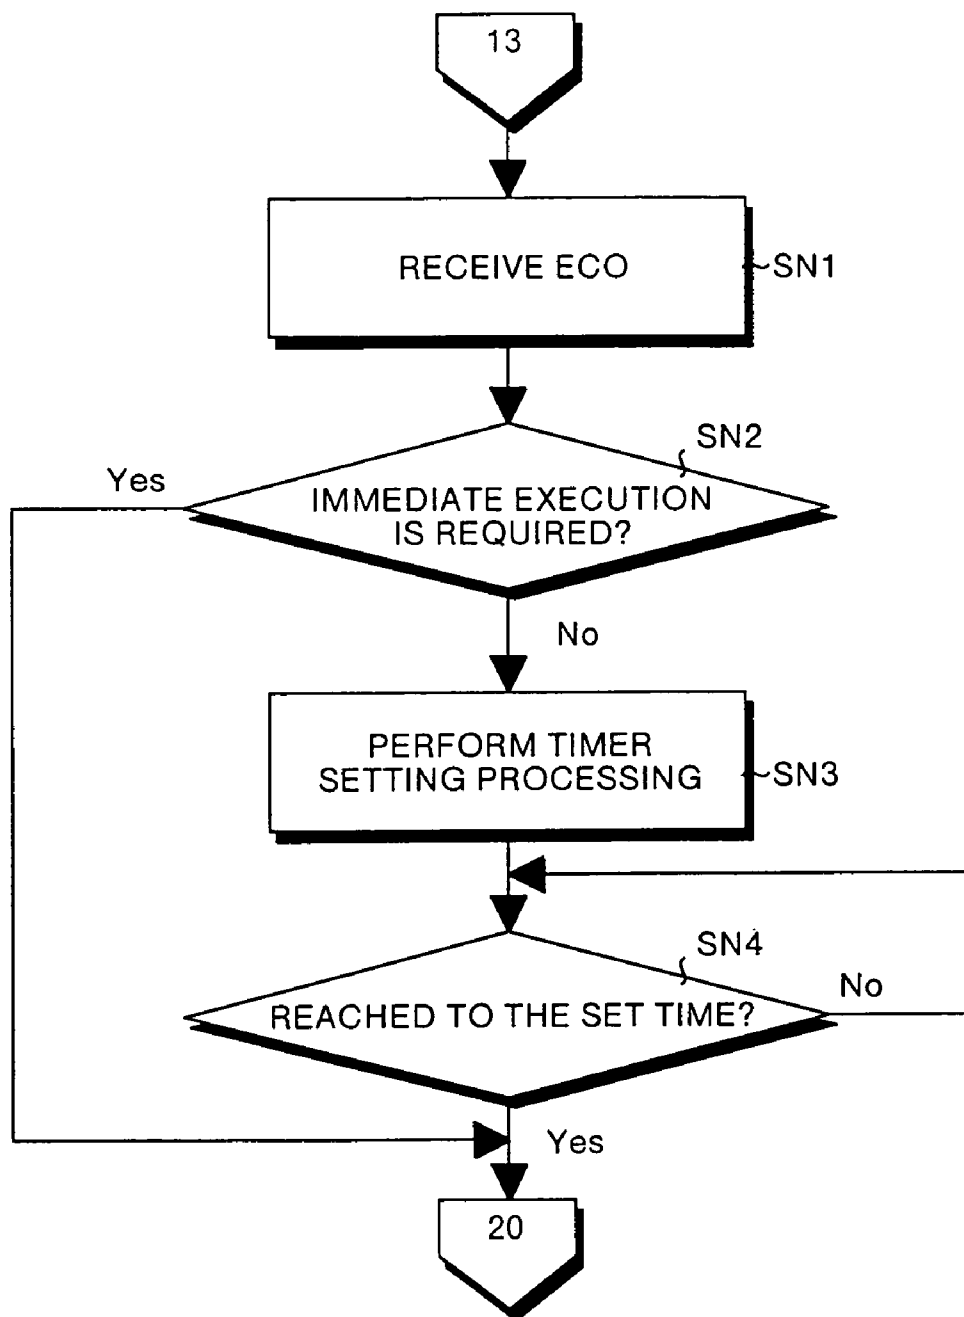 13
RECEIVE ECO
SN1
SN2
Yes
IMMEDIATE EXECUTION
IS REQUIRED?
No
PERFORM TIMER
SETTING PROCESSING
SN3
SN4
No
REACHED TO THE SET TIME?
Yes
20